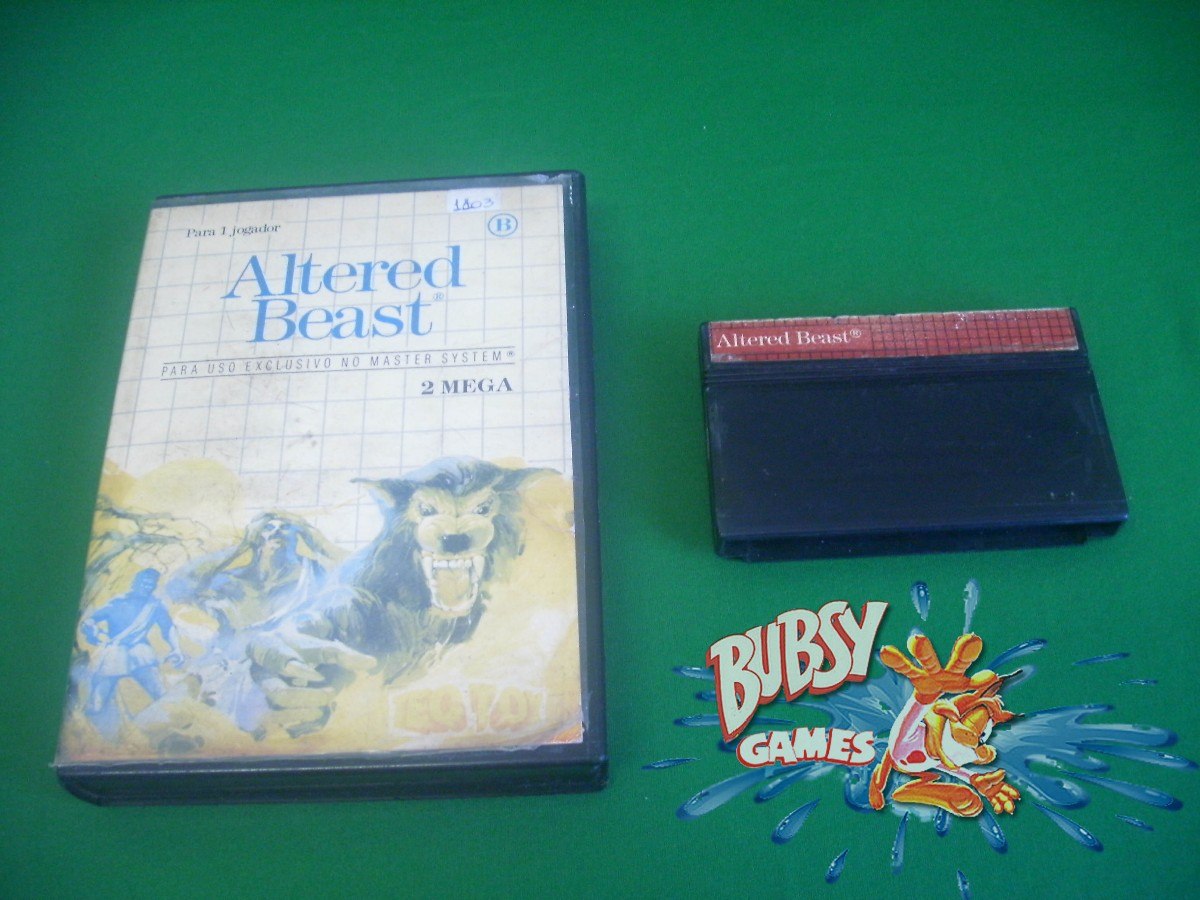 1803
Para 1 jogador
B
Altered
Beast®
PARA USO EXCLUSIVO NO MASTER SYSTEM®
2 MEGA
Altered Beast®
BUBSY
GAMES